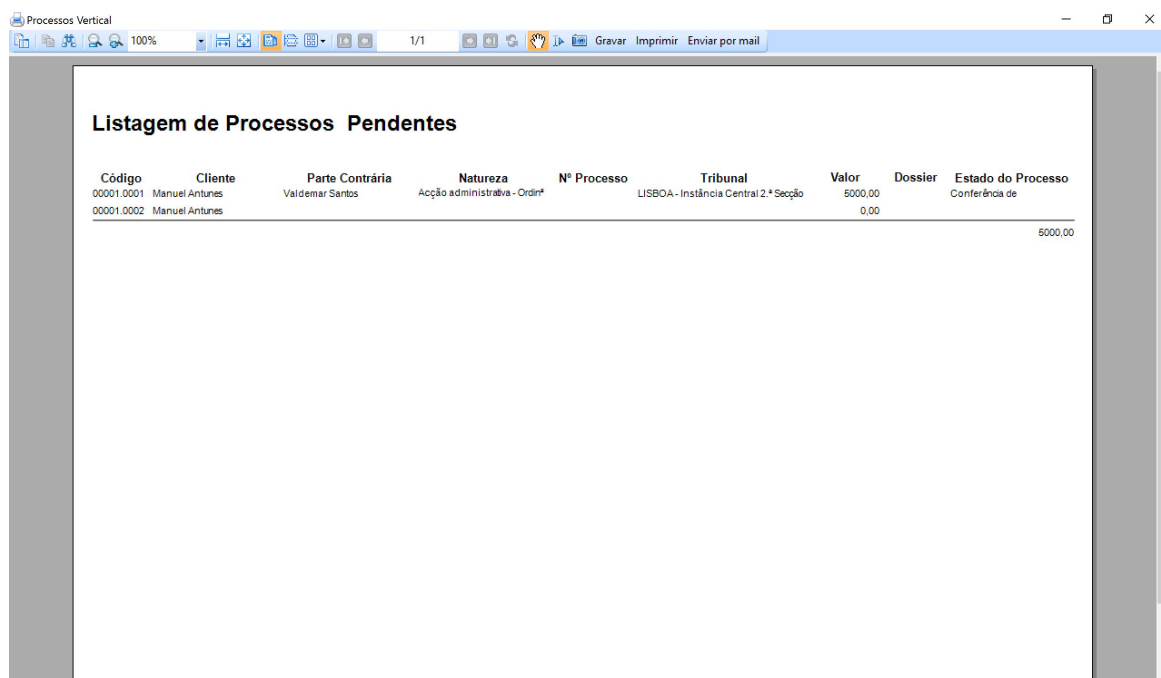 Processos Vertical
100% 1/1 Gravar Imprimir Enviar por mail
Listagem de Processos Pendentes
Código Cliente Parte Contrária Natureza Nº Processo Tribunal Valor Dossier Estado do Processo
00001.0001 Manuel Antunes Valdemar Santos Acção administrativa - Ordinª LISBOA - Instância Central 2.ª Secção 5000,00 Conferência de
00001.0002 Manuel Antunes 0,00
5000,00